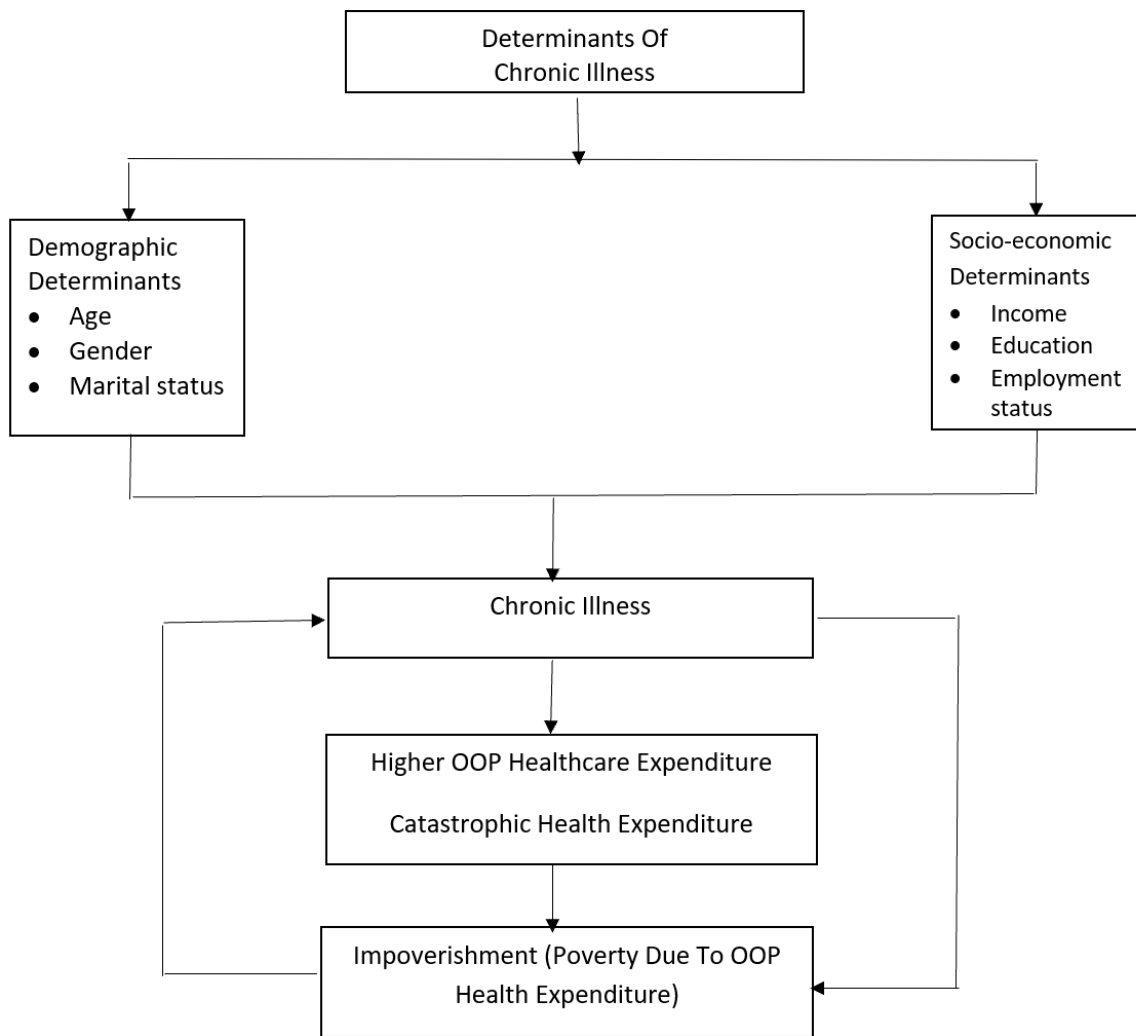 Determinants Of
Chronic Illness
Demographic
Determinants
• Age
• Gender
• Marital status
Socio-economic
Determinants
• Income
• Education
• Employment
status
Chronic Illness
Higher OOP Healthcare Expenditure
Catastrophic Health Expenditure
Impoverishment (Poverty Due To OOP
Health Expenditure)